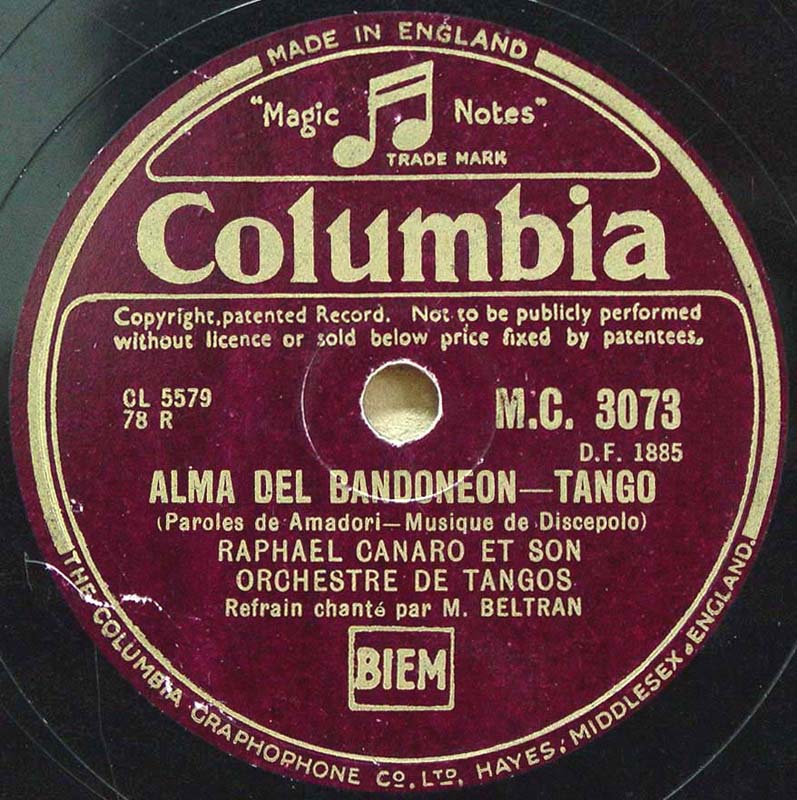 MADE IN ENGLAND
"Magic Notes"
TRADE MARK
Columbia
Copyright, patented Record. Not to be publicly performed
without licence or sold below price fixed by patentees.
CL 5579
78 R
M.C. 3073
D.F. 1885
ALMA DEL BANDONEON—TANGO
(Paroles de Amadori—Musique de Discepolo)
RAPHAEL CANARO ET SON
ORCHESTRE DE TANGOS
Refrain chanté par M. BELTRAN
BIEM
THE COLUMBIA GRAPHOPHONE CO. LTD. HAYES, MIDDLESEX, ENGLAND.